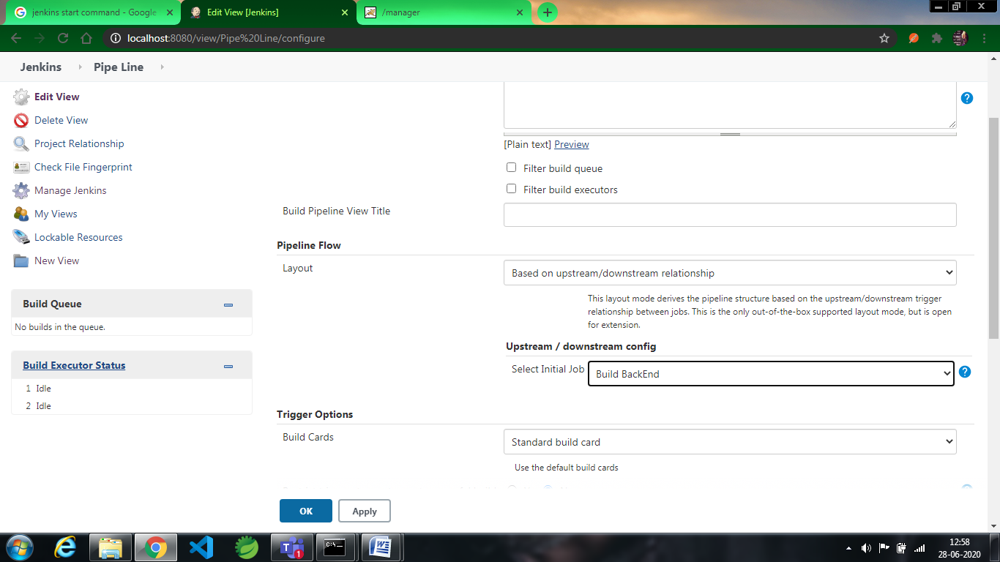 jenkins start command - Google
Edit View [Jenkins]
/manager
localhost:8080/view/Pipe%20Line/configure
Jenkins
Pipe Line
Edit View
Delete View
Project Relationship
Check File Fingerprint
Manage Jenkins
My Views
Lockable Resources
New View
Build Queue
No builds in the queue.
Build Executor Status
1 Idle
2 Idle
[Plain text] Preview
Filter build queue
Filter build executors
Build Pipeline View Title
Pipeline Flow
Layout
Based on upstream/downstream relationship
This layout mode derives the pipeline structure based on the upstream/downstream trigger
relationship between jobs. This is the only out-of-the-box supported layout mode, but is open
for extension.
Upstream / downstream config
Select Initial Job
Build BackEnd
Trigger Options
Build Cards
Standard build card
Use the default build cards
OK
Apply
1
12:58
28-06-2020